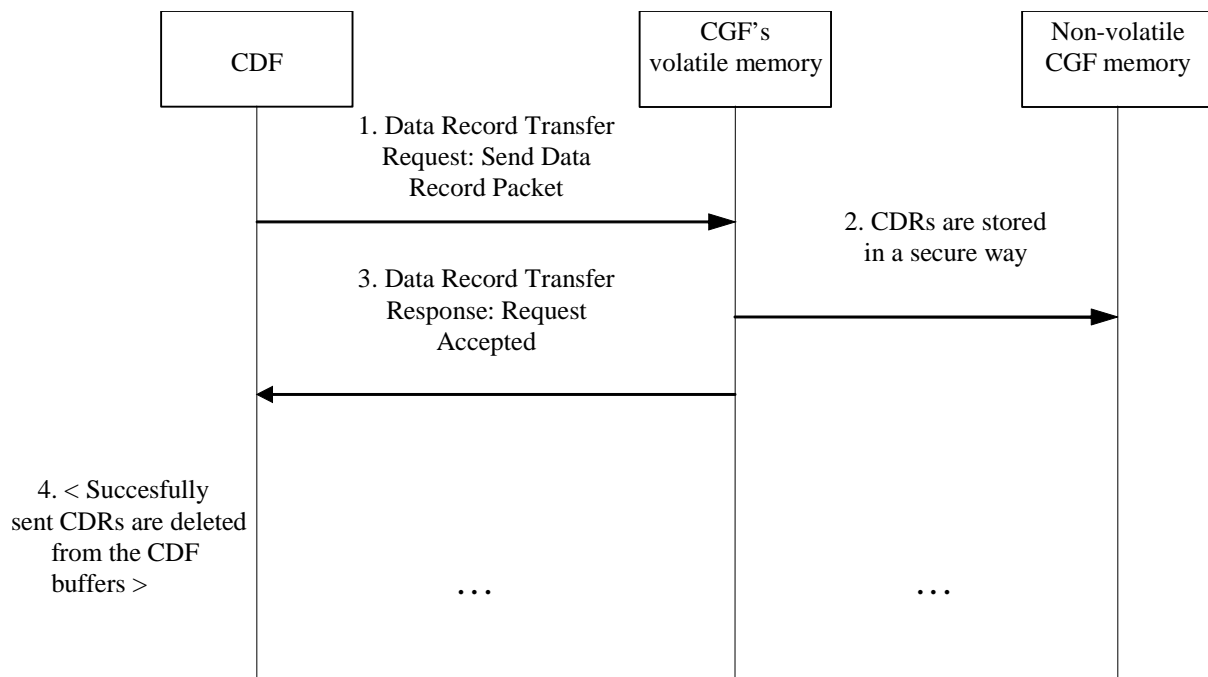 CDF
CGF’s
volatile memory
Non-volatile
CGF memory
1. Data Record Transfer
Request: Send Data
Record Packet
2. CDRs are stored
in a secure way
3. Data Record Transfer
Response: Request
Accepted
4. < Succesfully
sent CDRs are deleted
from the CDF
buffers >
...
...